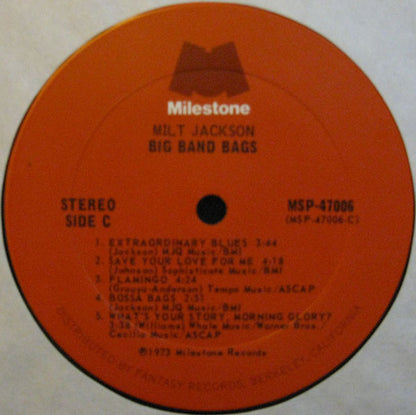 Milestone
MILT JACKSON
BIG BAND BAGS
STEREO
SIDE C
MSP-47006
(MSP-47006-C)
1. EXTRAORDINARY BLUES 3:44
(Jackson) MJQ Music/BMI
2. SAVE YOUR LOVE FOR ME 4:18
(Johnson) Sophisticate Music/BMI
3. FLAMINGO 4:24
(Grouya-Anderson) Tempo Music/ASCAP
4. BOSSA BAGS 2:51
(Jackson) MJQ Music/BMI
5. WHAT'S YOUR STORY, MORNING GLORY?
3:36 (Williams) Whale Music/Warner Bros./
Cecilia Music/ASCAP
℗1973 Milestone Records
DISTRIBUTED BY FANTASY RECORDS, BERKELEY, CALIFORNIA